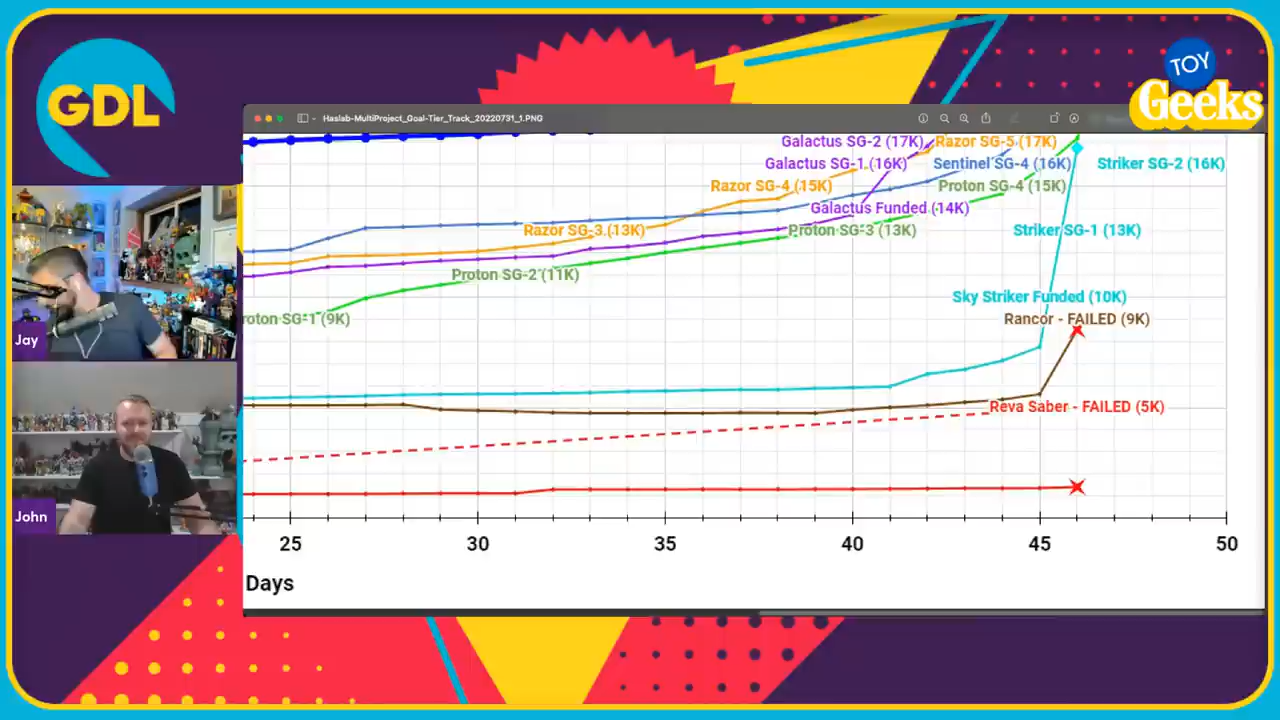 GDL
TOY
Geeks
Haslab-MultiProject_Goal-Tier_Track_20220731_1.PNG
Galactus SG-2 (17K)
Razor SG-5 (17K)
Galactus SG-1 (16K)
Sentinel SG-4 (16K)
Striker SG-2 (16K)
Razor SG-4 (15K)
Proton SG-4 (15K)
Galactus Funded (14K)
Razor SG-3 (13K)
Proton SG-3 (13K)
Striker SG-1 (13K)
Proton SG-2 (11K)
Sky Striker Funded (10K)
roton SG-1 (9K)
Rancor - FAILED (9K)
Reva Saber - FAILED (5K)
25 30 35 40 45 50
Days
Jay
John